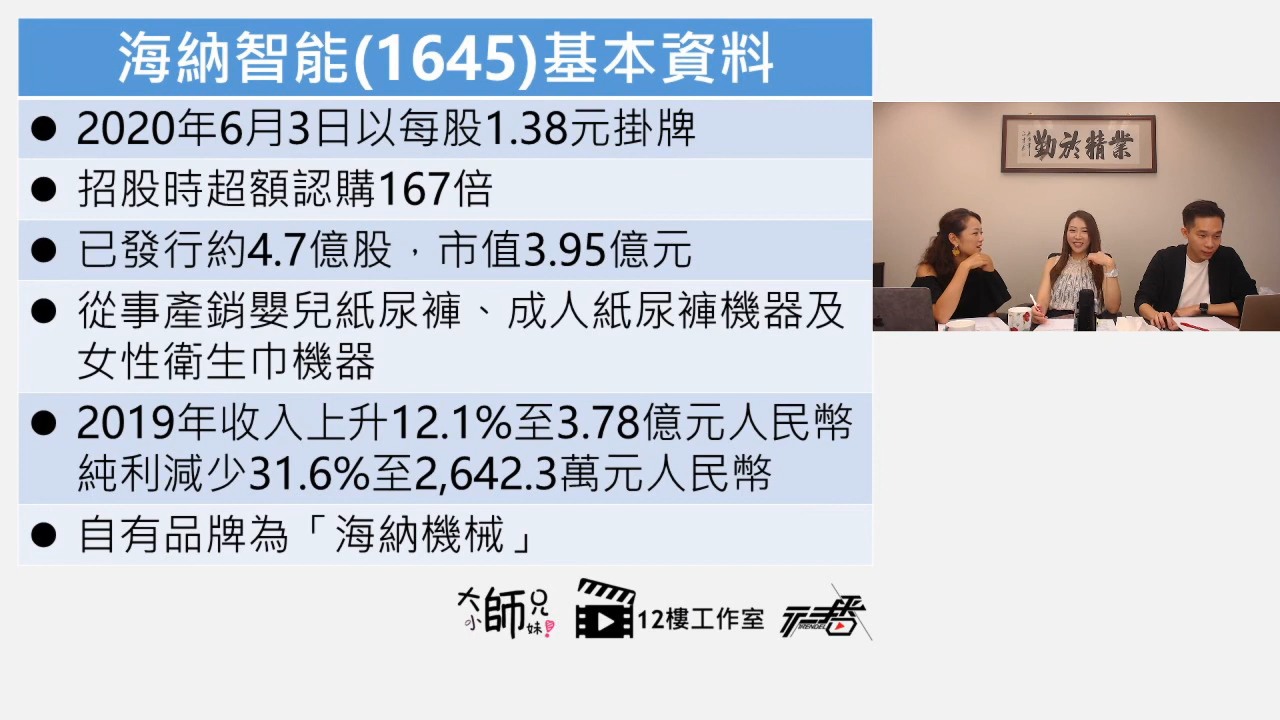 海納智能(1645)基本資料
● 2020年6月3日以每股1.38元掛牌
● 招股時超額認購167倍
● 已發行約4.7億股，市值3.95億元
● 從事產銷嬰兒紙尿褲、成人紙尿褲機器及
女性衛生巾機器
● 2019年收入上升12.1%至3.78億元人民幣
純利減少31.6%至2,642.3萬元人民幣
● 自有品牌為「海納機械」
業精於勤
大小師兄妹
12樓工作室